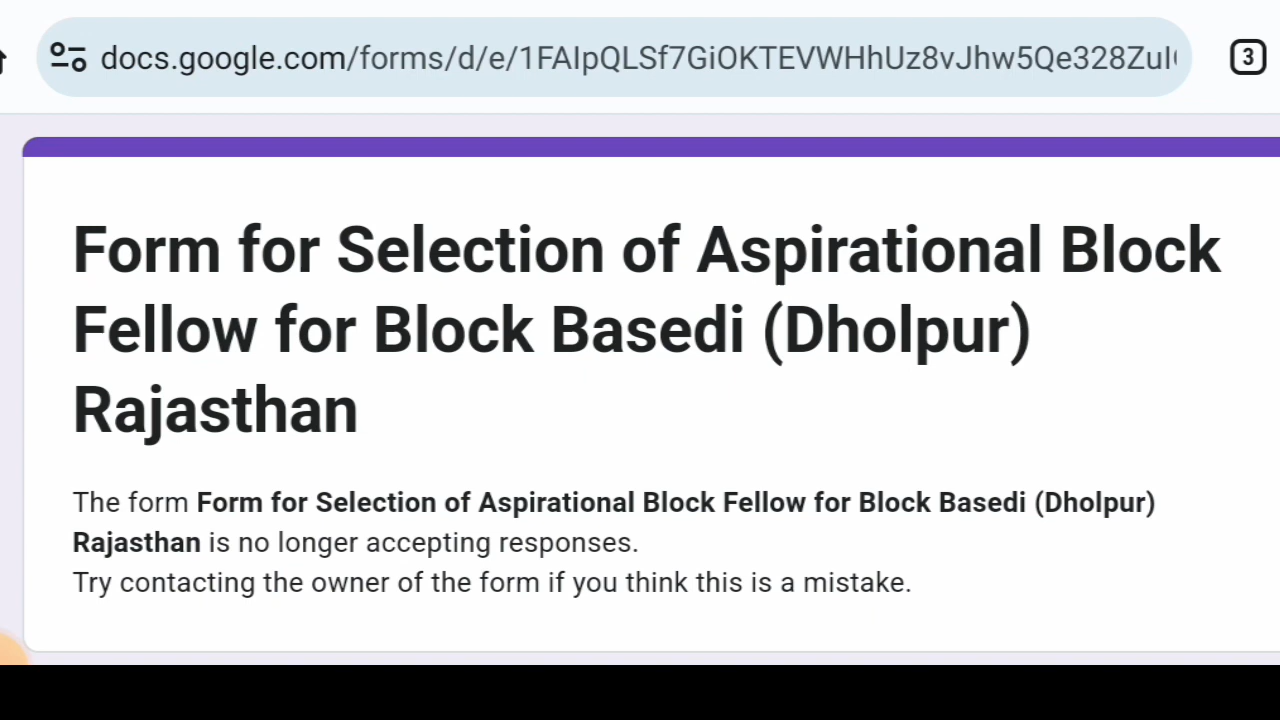 docs.google.com/forms/d/e/1FAIpQLSf7GiOKTEVWHhUz8vJhw5Qe328Zul
3
Form for Selection of Aspirational Block
Fellow for Block Basedi (Dholpur)
Rajasthan
The form Form for Selection of Aspirational Block Fellow for Block Basedi (Dholpur)
Rajasthan is no longer accepting responses.
Try contacting the owner of the form if you think this is a mistake.